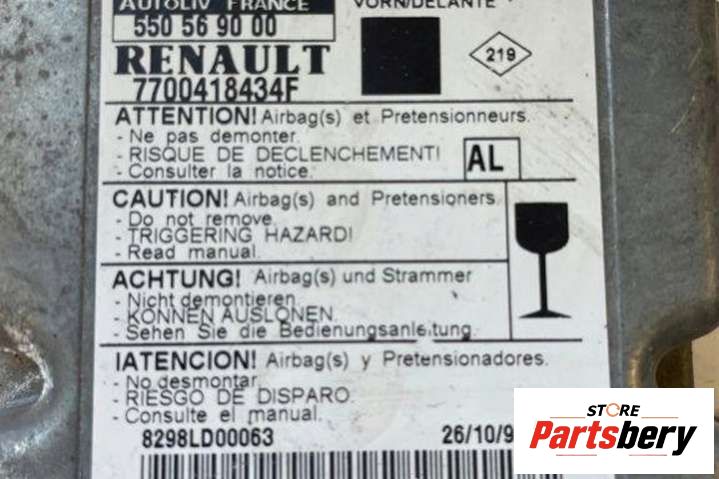 AUTOLIV FRANCE
550 56 90 00
VORN/DELANTE
RENAULT
219
7700418434F
ATTENTION! Airbag(s) et Pretensionneurs.
- Ne pas demonter.
- RISQUE DE DECLENCHEMENT!
- Consulter la notice.
AL
CAUTION! Airbag(s) and Pretensioners.
- Do not remove.
- TRIGGERING HAZARD!
- Read manual.
ACHTUNG! Airbag(s) und Strammer
- Nicht demontieren.
- KONNEN AUSLONEN.
- Sehen Sie die Bedienungsanleitung.
!ATENCION! Airbag(s) y Pretensionadores.
- No desmontar.
- RIESGO DE DISPARO.
- Consulte el manual.
8298LD00063
26/10/9
STORE
Partsbery